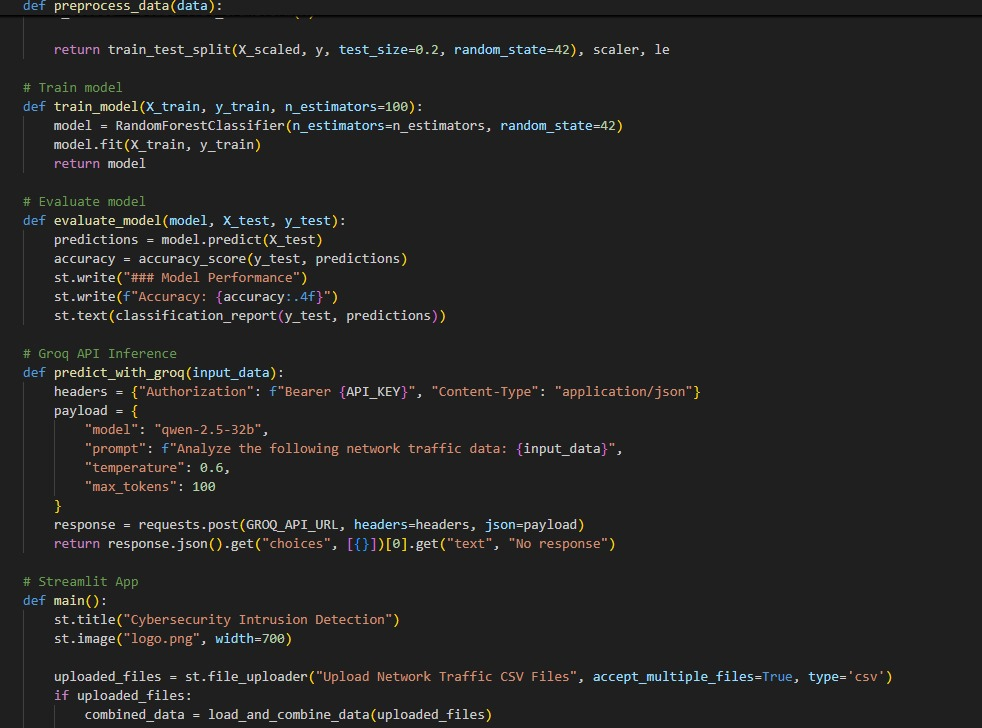 def preprocess_data(data):
    return train_test_split(X_scaled, y, test_size=0.2, random_state=42), scaler, le
# Train model
def train_model(X_train, y_train, n_estimators=100):
    model = RandomForestClassifier(n_estimators=n_estimators, random_state=42)
    model.fit(X_train, y_train)
    return model
# Evaluate model
def evaluate_model(model, X_test, y_test):
    predictions = model.predict(X_test)
    accuracy = accuracy_score(y_test, predictions)
    st.write("### Model Performance")
    st.write(f"Accuracy: {accuracy:.4f}")
    st.text(classification_report(y_test, predictions))
# Groq API Inference
def predict_with_groq(input_data):
    headers = {"Authorization": f"Bearer {API_KEY}", "Content-Type": "application/json"}
    payload = {
        "model": "qwen-2.5-32b",
        "prompt": f"Analyze the following network traffic data: {input_data}",
        "temperature": 0.6,
        "max_tokens": 100
    }
    response = requests.post(GROQ_API_URL, headers=headers, json=payload)
    return response.json().get("choices", [{}])[0].get("text", "No response")
# Streamlit App
def main():
    st.title("Cybersecurity Intrusion Detection")
    st.image("logo.png", width=700)
    uploaded_files = st.file_uploader("Upload Network Traffic CSV Files", accept_multiple_files=True, type='csv')
    if uploaded_files:
        combined_data = load_and_combine_data(uploaded_files)